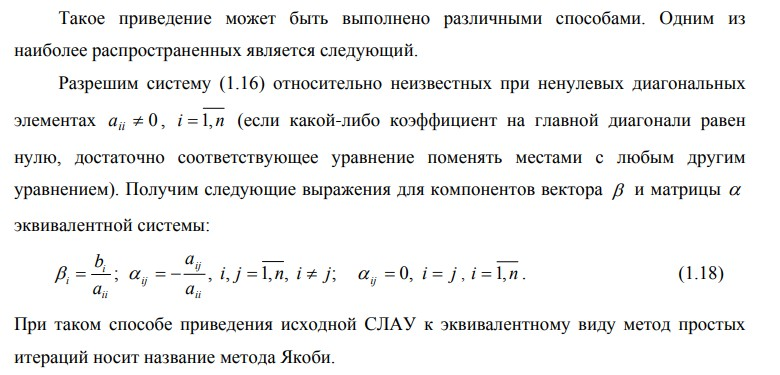 Такое приведение может быть выполнено различными способами. Одним из
наиболее распространенных является следующий.
Разрешим систему (1.16) относительно неизвестных при ненулевых диагональных
элементах $a_{ii} \neq 0$, $i = \overline{1,n}$ (если какой-либо коэффициент на главной диагонали равен
нулю, достаточно соответствующее уравнение поменять местами с любым другим
уравнением). Получим следующие выражения для компонентов вектора $\beta$ и матрицы $\alpha$
эквивалентной системы:
$\beta_i = \frac{b_i}{a_{ii}}$; $\alpha_{ij} = -\frac{a_{ij}}{a_{ii}}$, $i, j = \overline{1,n}$, $i \neq j$; $\alpha_{ij} = 0$, $i = j$, $i = \overline{1,n}$. (1.18)
При таком способе приведения исходной СЛАУ к эквивалентному виду метод простых
итераций носит название метода Якоби.